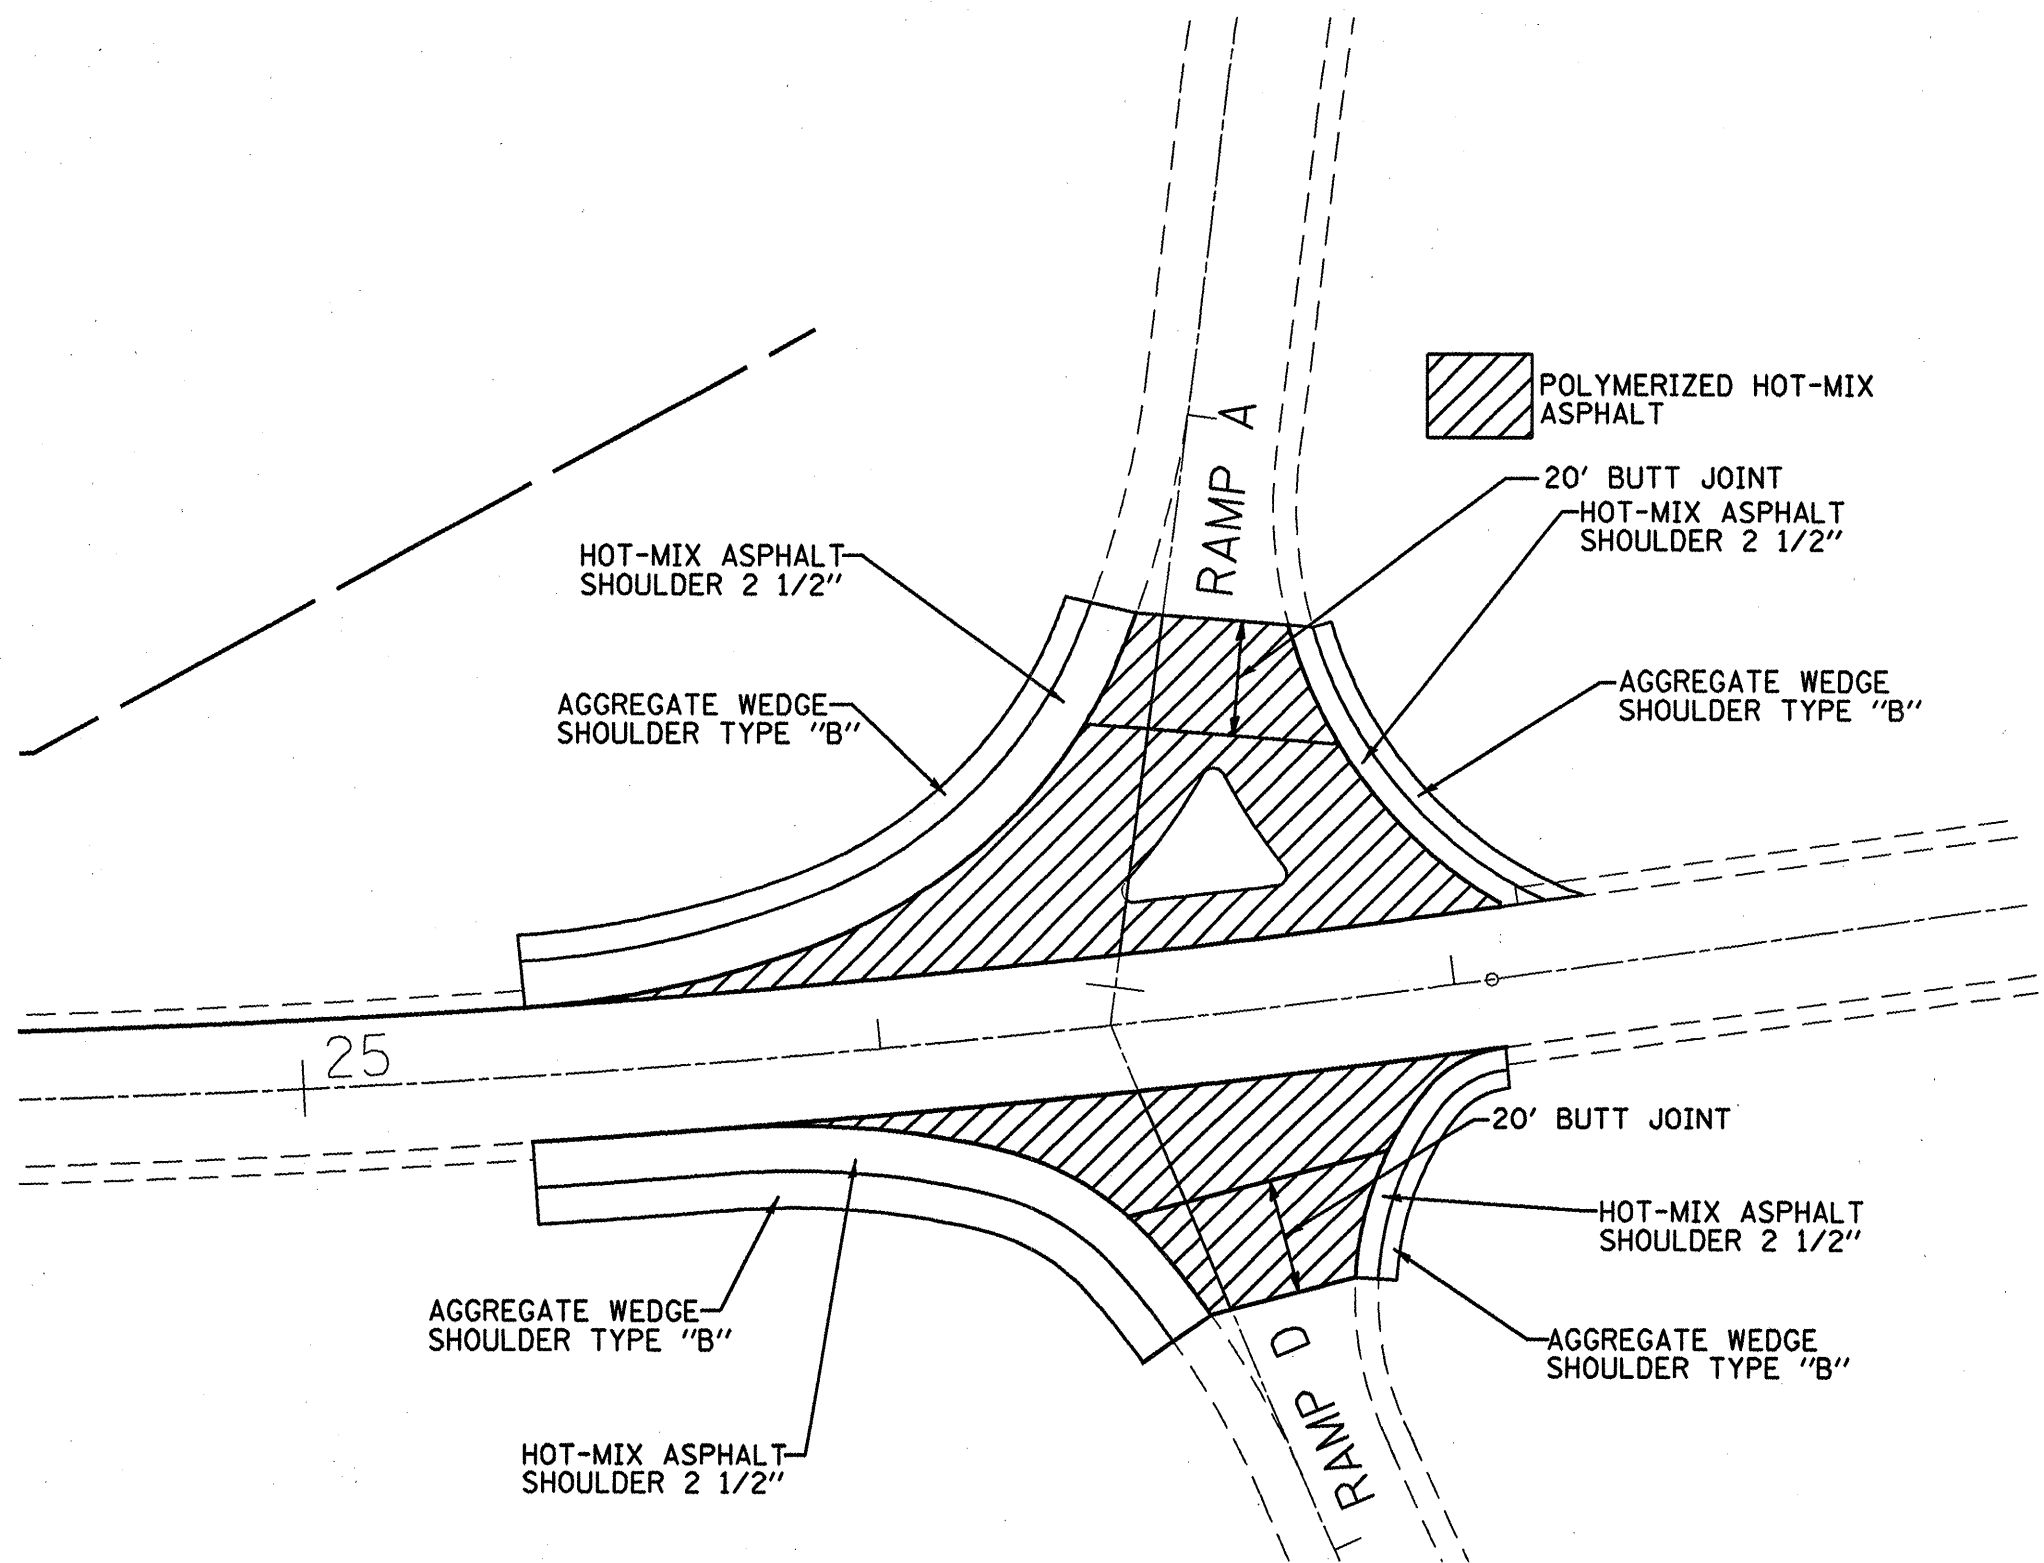 RAMP A
POLYMERIZED HOT-MIX
ASPHALT
20' BUTT JOINT
HOT-MIX ASPHALT
SHOULDER 2 1/2"
HOT-MIX ASPHALT
SHOULDER 2 1/2"
AGGREGATE WEDGE
SHOULDER TYPE "B"
AGGREGATE WEDGE
SHOULDER TYPE "B"
25
20' BUTT JOINT
HOT-MIX ASPHALT
SHOULDER 2 1/2"
AGGREGATE WEDGE
SHOULDER TYPE "B"
AGGREGATE WEDGE
SHOULDER TYPE "B"
RAMP D
HOT-MIX ASPHALT
SHOULDER 2 1/2"